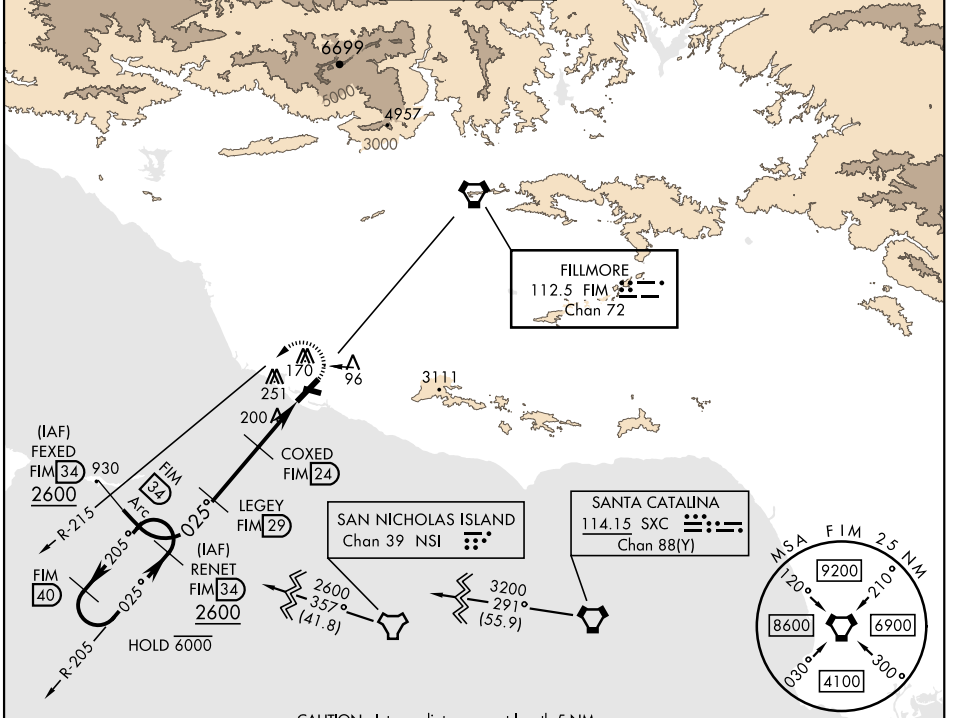 6699
5000
4957
3000
FILLMORE
112.5 FIM
Chan 72
170
96
251
3111
200
(IAF)
FEXED
FIM 34
2600
930
FIM
34
Arc
R-215
COXED
FIM 24
025°
LEGEY
FIM 29
205°
(IAF)
RENET
FIM 34
2600
FIM
40
025°
R-205
HOLD 6000
SAN NICHOLAS ISLAND
Chan 39 NSI
2600
357°
(41.8)
SANTA CATALINA
114.15 SXC
Chan 88(Y)
3200
291°
(55.9)
MSA FIM 25 NM
120°
9200
210°
8600
6900
030°
4100
300°